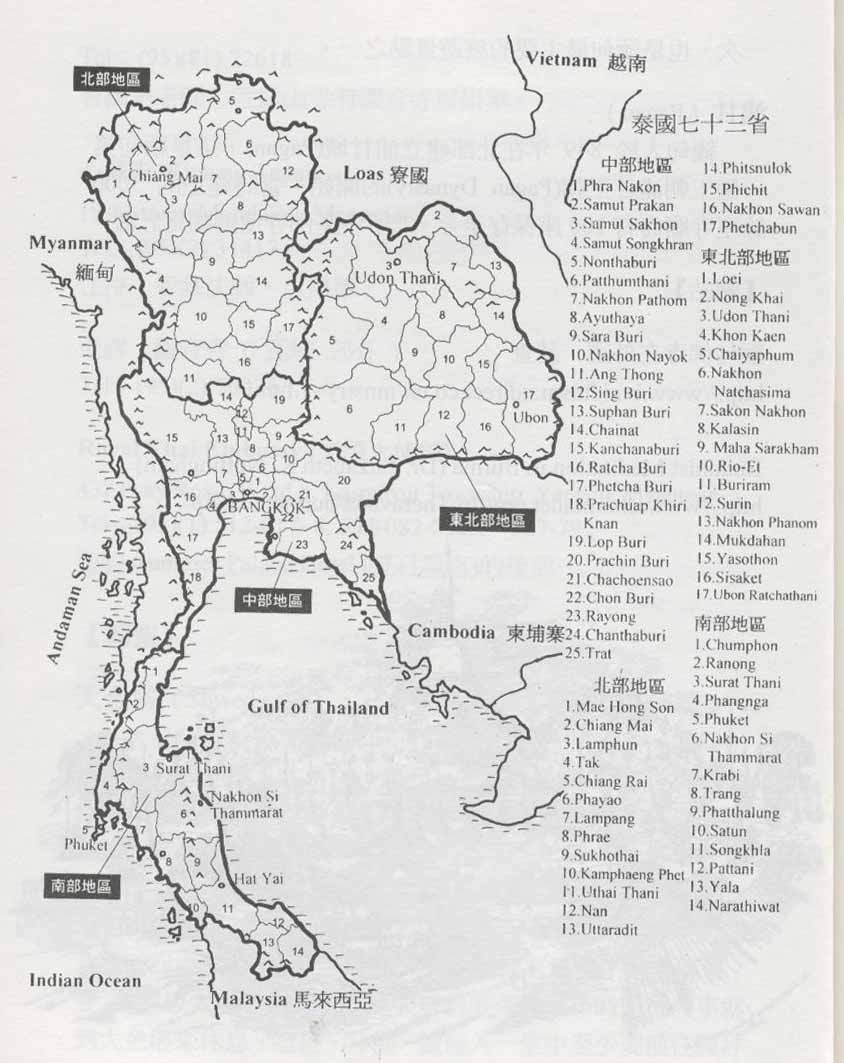 北部地區
Vietnam 越南
Loas 寮國
Myanmar
緬甸
Chiang Mai
Udon Thani
Ubon
BANGKOK
東北部地區
中部地區
Cambodia 柬埔寨
Andaman Sea
Gulf of Thailand
Surat Thani
Nakhon Si
Thammarat
Phuket
Hat Yai
南部地區
Indian Ocean
Malaysia 馬來西亞
泰國七十三省
中部地區
1.Phra Nakon
2.Samut Prakan
3.Samut Sakhon
4.Samut Songkhran
5.Nonthaburi
6.Patthumthani
7.Nakhon Pathom
8.Ayuthaya
9.Sara Buri
10.Nakhon Nayok
11.Ang Thong
12.Sing Buri
13.Suphan Buri
14.Chainat
15.Kanchanaburi
16.Ratcha Buri
17.Phetcha Buri
18.Prachuap Khiri
Knan
19.Lop Buri
20.Prachin Buri
21.Chachoensao
22.Chon Buri
23.Rayong
24.Chanthaburi
25.Trat
北部地區
1.Mae Hong Son
2.Chiang Mai
3.Lamphun
4.Tak
5.Chiang Rai
6.Phayao
7.Lampang
8.Phrae
9.Sukhothai
10.Kamphaeng Phet
11.Uthai Thani
12.Nan
13.Uttaradit
14.Phitsnulok
15.Phichit
16.Nakhon Sawan
17.Phetchabun
東北部地區
1.Loei
2.Nong Khai
3.Udon Thani
4.Khon Kaen
5.Chaiyaphum
6.Nakhon
Natchasima
7.Sakon Nakhon
8.Kalasin
9. Maha Sarakham
10.Rio-Et
11.Buriram
12.Surin
13.Nakhon Phanom
14.Mukdahan
15.Yasothon
16.Sisaket
17.Ubon Ratchathani
南部地區
1.Chumphon
2.Ranong
3.Surat Thani
4.Phangnga
5.Phuket
6.Nakhon Si
Thammarat
7.Krabi
8.Trang
9.Phatthalung
10.Satun
11.Songkhla
12.Pattani
13.Yala
14.Narathiwat